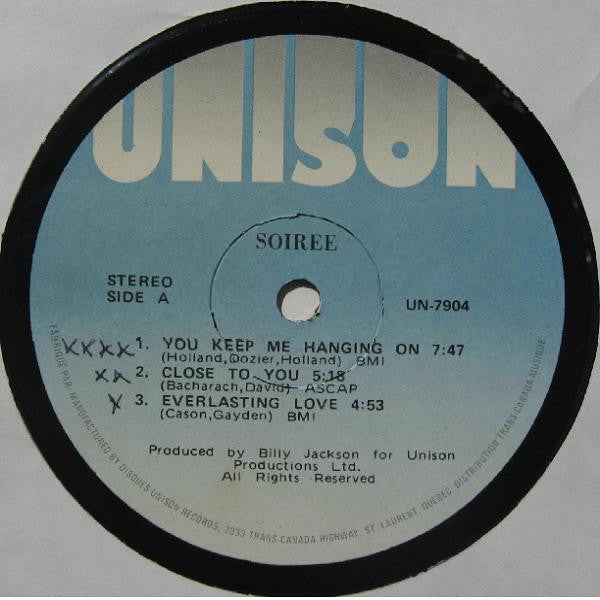 UNISON
SOIREE
STEREO
SIDE A
UN-7904
XXXX 1. YOU KEEP ME HANGING ON 7:47
(Holland,Dozier,Holland) BMI
XX 2. CLOSE TO YOU 5:18
(Bacharach,David) ASCAP
X 3. EVERLASTING LOVE 4:53
(Cason,Gayden) BMI
Produced by Billy Jackson for Unison
Productions Ltd.
All Rights Reserved
FABRIQUÉ PAR MANUFACTURED BY DISQUES UNISON RECORDS, 7033 TRANS-CANADA HIGHWAY, ST. LAURENT, QUEBEC, DISTRIBUTION TRANS-CANADA MUSIQUE